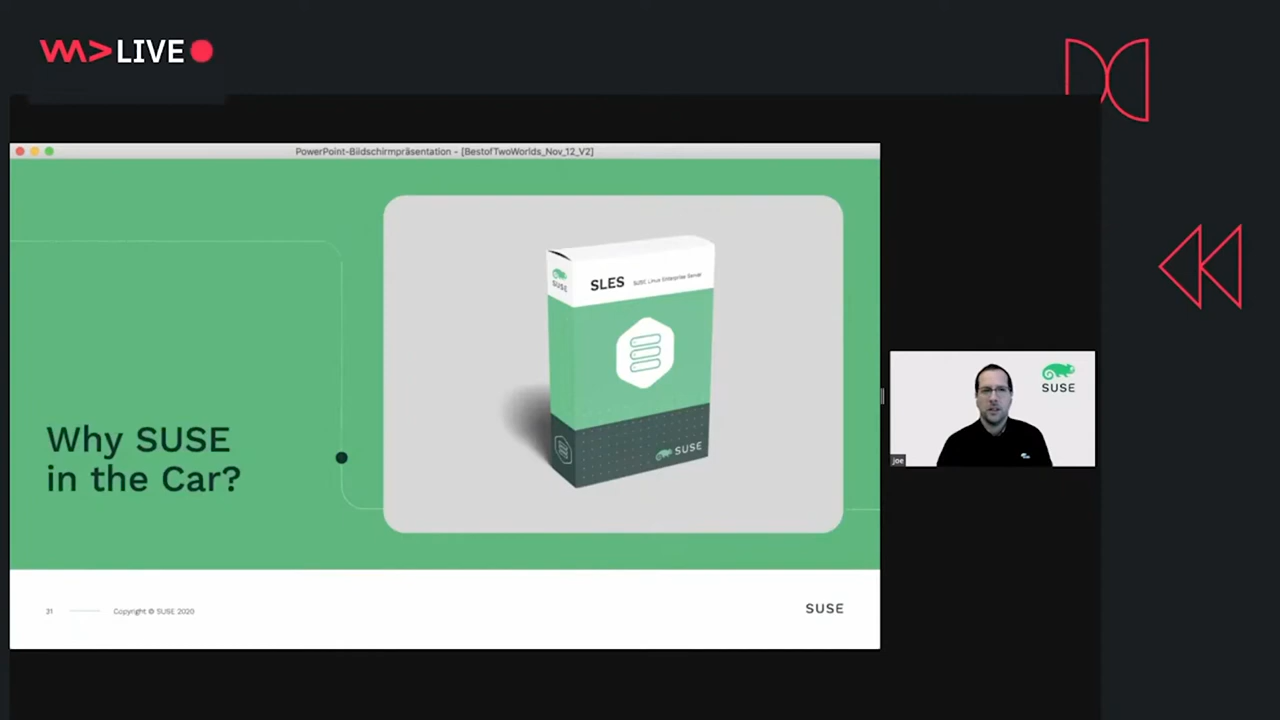 LIVE
PowerPoint-Bildschirmpräsentation - [BestofTwoWorlds_Nov_12_V2]
SUSE
SLES SUSE Linux Enterprise Server
SUSE
Why SUSE
in the Car?
SUSE
joe
31 Copyright © SUSE 2020
SUSE